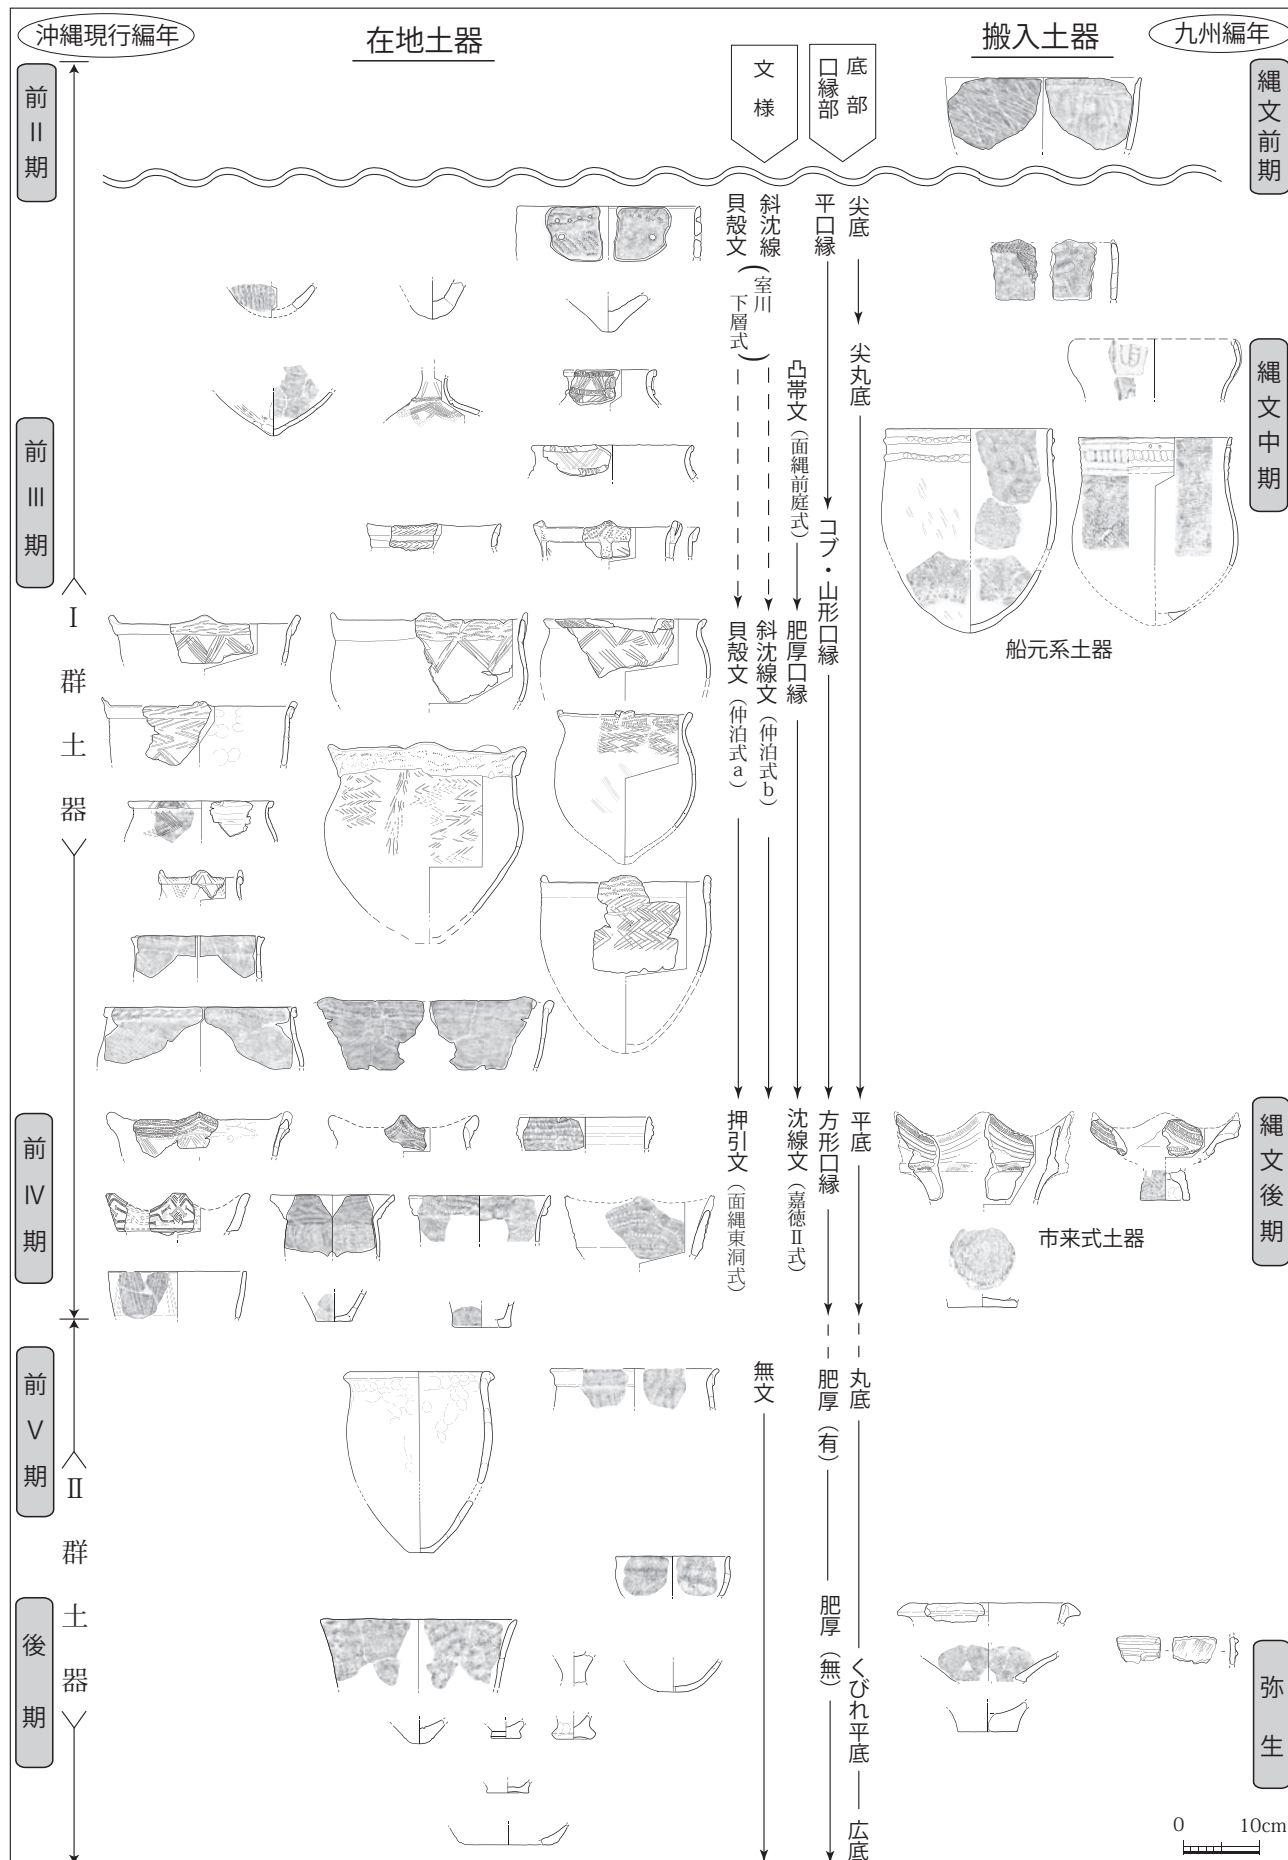 沖縄現行編年
在地土器
搬入土器
九州編年
文様
口縁部
底部
前Ⅱ期
前Ⅲ期
前Ⅳ期
前Ⅴ期
後期
Ⅰ群土器
Ⅱ群土器
貝殻文
斜沈線
(室川下層式)
凸帯文(面縄前庭式)
平口縁
尖底
尖丸底
コブ・山形口縁
貝殻文(仲泊式a)
斜沈線文(仲泊式b)
肥厚口縁
押引文(面縄東洞式)
沈線文(嘉徳Ⅱ式)
方形口縁
平底
無文
肥厚(有)
丸底
肥厚(無)
くびれ平底
広底
船元系土器
市来式土器
縄文前期
縄文中期
縄文後期
弥生
0 10cm